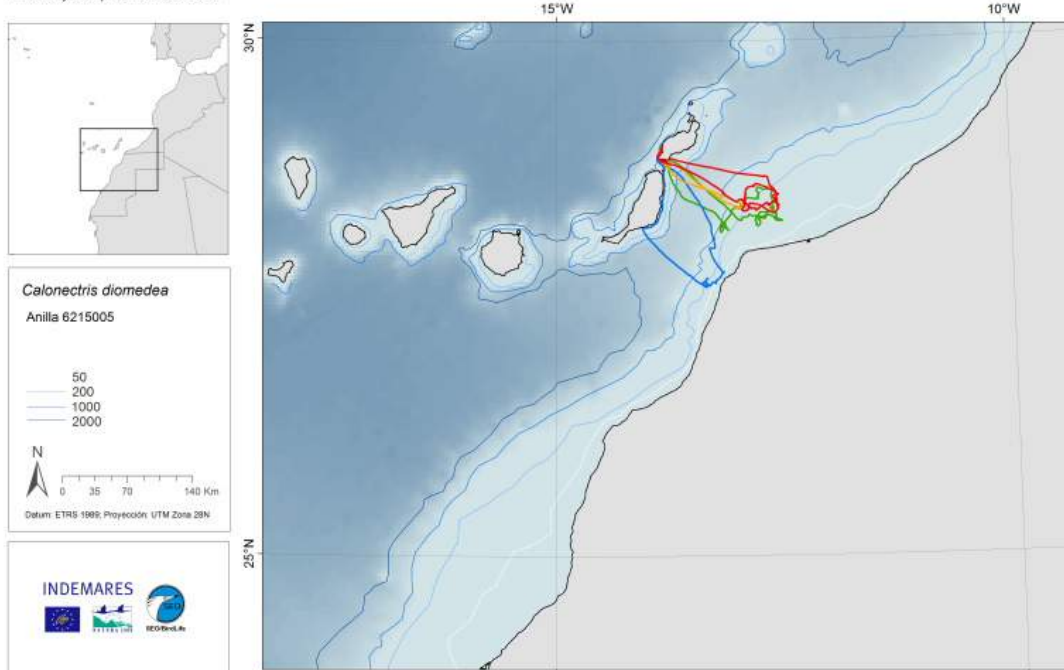 15°W
10°W
30°N
25°N
Calonectris diomedea
Anilla 6215005
50
200
1000
2000
N
0 35 70 140 Km
Datum: ETRS 1989; Proyección: UTM Zona 28N
INDEMARES
SEO
SEO/BirdLife